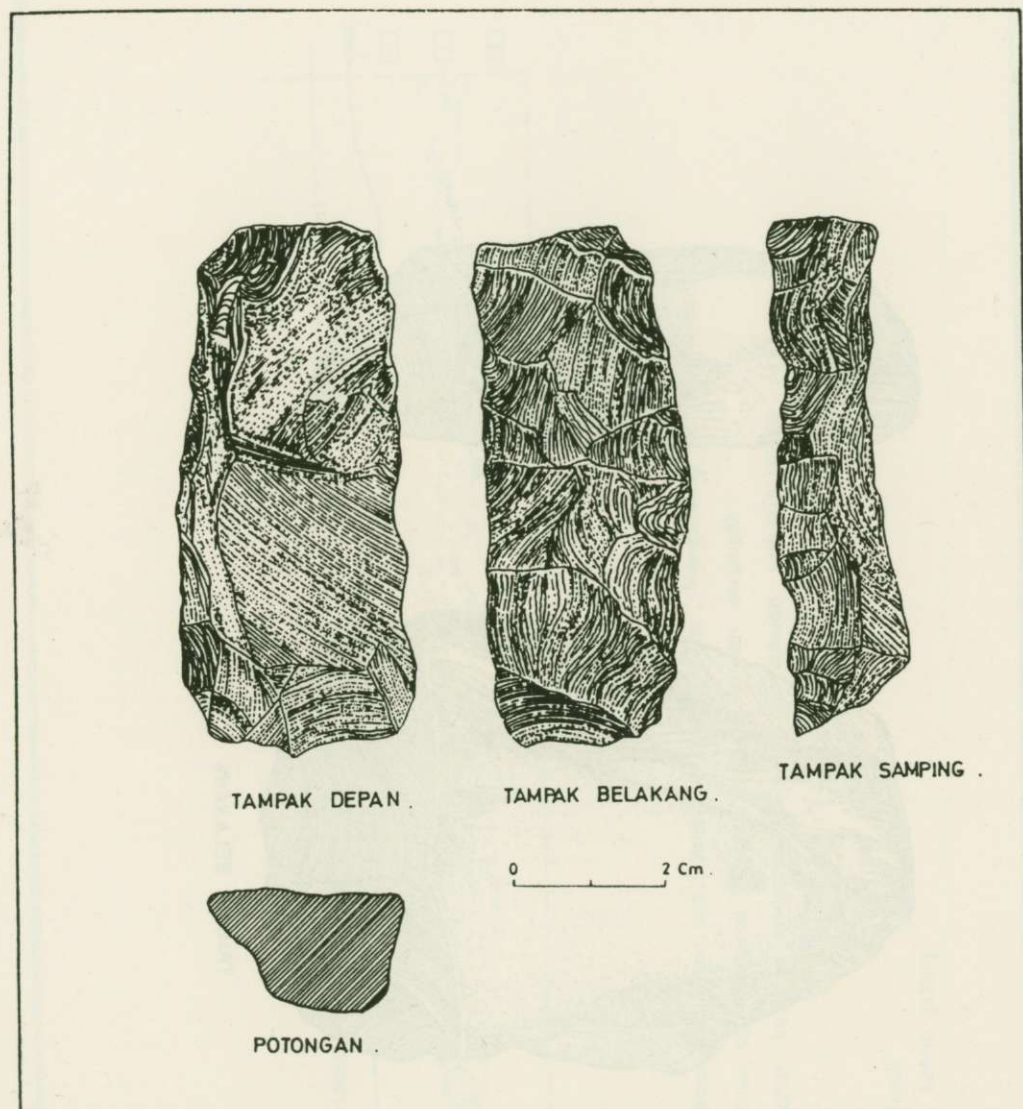 TAMPAK DEPAN .
TAMPAK BELAKANG .
TAMPAK SAMPING .
0 2 Cm .
POTONGAN .